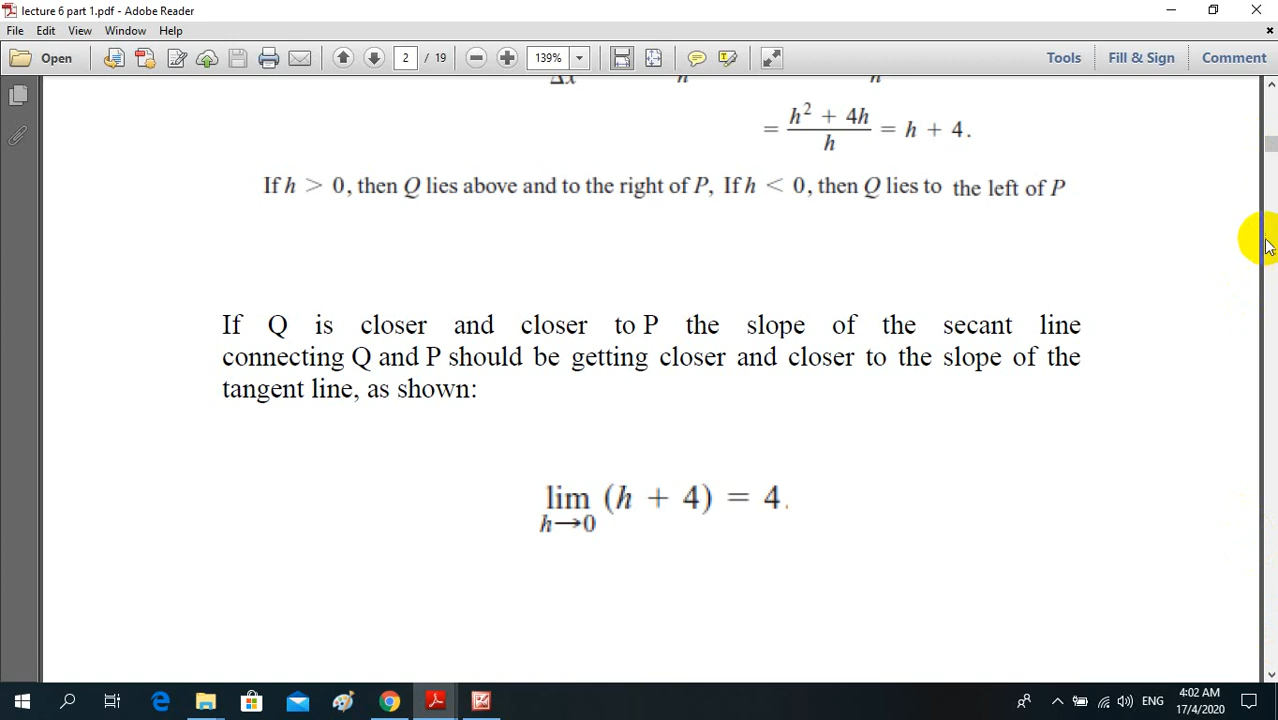 lecture 6 part 1.pdf - Adobe Reader
File Edit View Window Help
Open 2 / 19 139% Tools Fill & Sign Comment
Δx h h
= h² + 4h / h = h + 4.
If h > 0, then Q lies above and to the right of P, If h < 0, then Q lies to the left of P
If Q is closer and closer to P the slope of the secant line
connecting Q and P should be getting closer and closer to the slope of the
tangent line, as shown:
lim (h + 4) = 4.
h→0
ENG
4:02 AM
17/4/2020